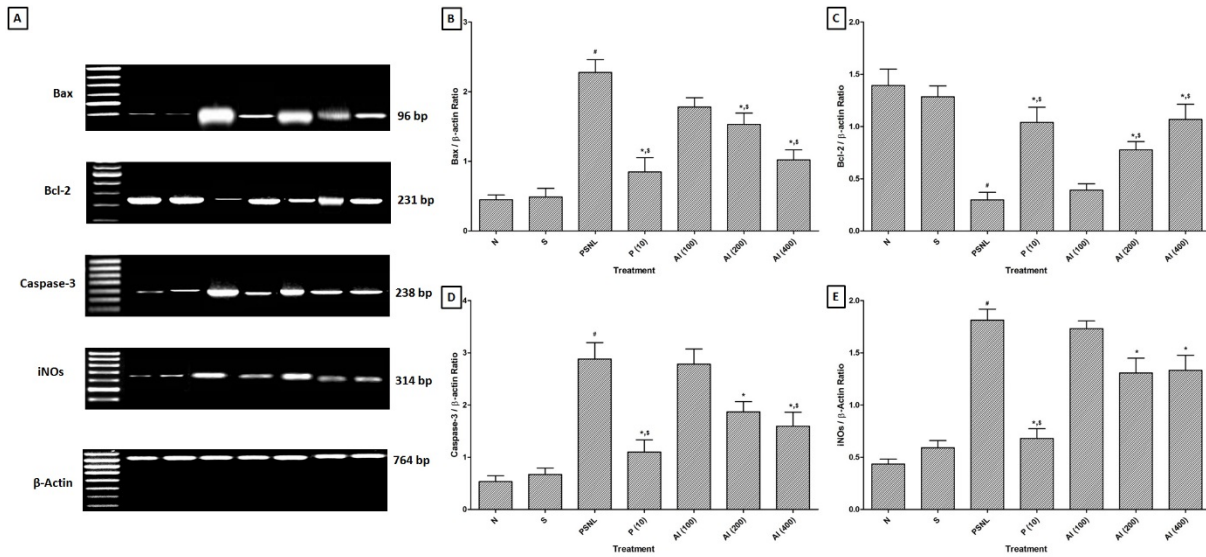 A
Bax
96 bp
Bcl-2
231 bp
Caspase-3
238 bp
iNOs
314 bp
β-Actin
764 bp
B
Bax / β-actin Ratio
3
2
1
0
#
*,$
*,$
*,$
N
S
PSNL
P (10)
AI (100)
AI (200)
AI (400)
Treatment
C
Bcl-2 / β-actin Ratio
2.0
1.5
1.0
0.5
0.0
#
*,$
*,$
*,$
N
S
PSNL
P (10)
AI (100)
AI (200)
AI (400)
Treatment
D
Caspase-3 / β-actin Ratio
4
3
2
1
0
#
*,$
*
*,$
N
S
PSNL
P (10)
AI (100)
AI (200)
AI (400)
Treatment
E
iNOs / β-Actin Ratio
2.0
1.5
1.0
0.5
0.0
#
*,$
*
*
N
S
PSNL
P (10)
AI (100)
AI (200)
AI (400)
Treatment